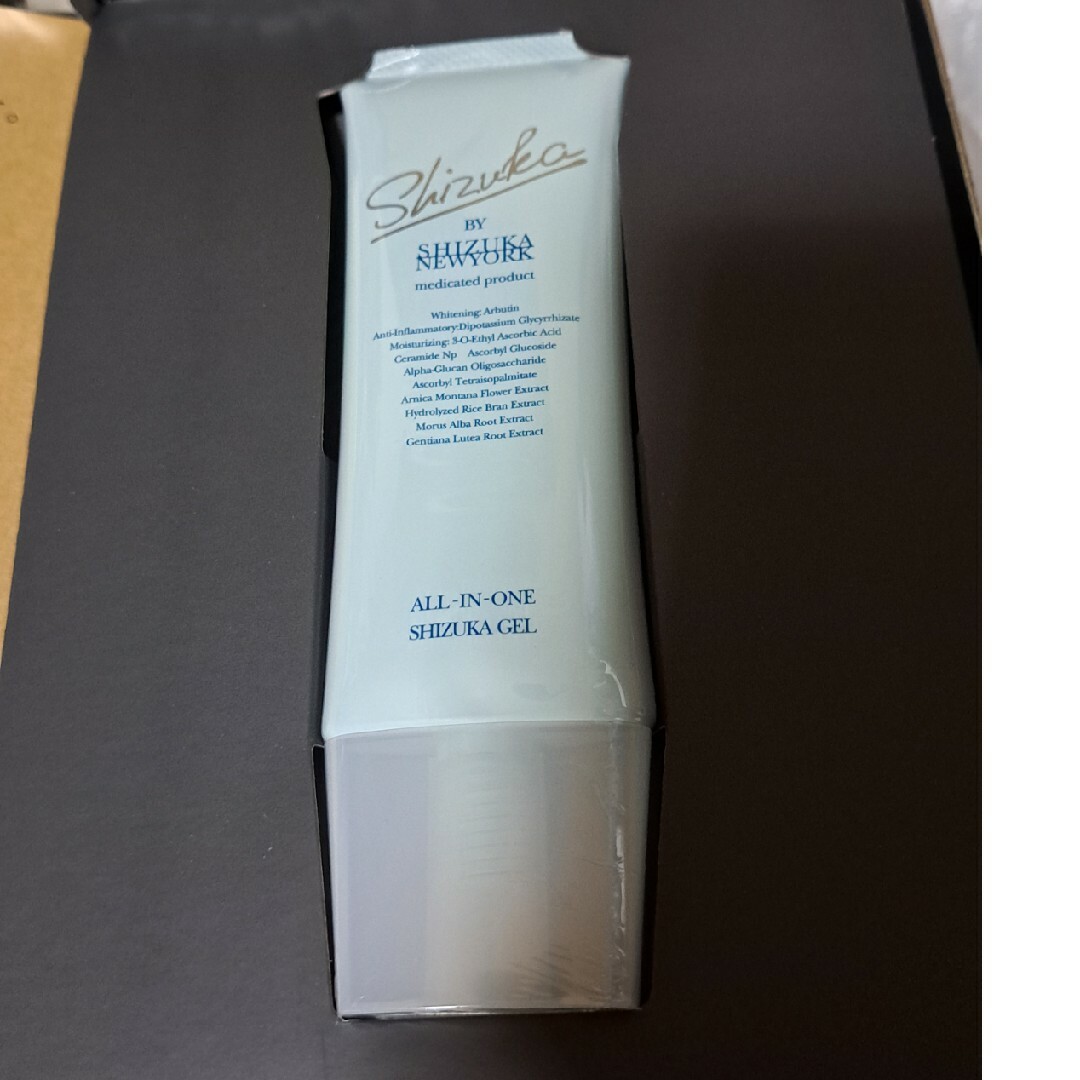 Shizuka
BY
SHIZUKA
NEWYORK
medicated product
Whitening: Arbutin
Anti-Inflammatory:Dipotassium Glycyrrhizate
Moisturizing: 3-O-Ethyl Ascorbic Acid
Ceramide Np Ascorbyl Glucoside
Alpha-Glucan Oligosaccharide
Ascorbyl Tetraisopalmitate
Arnica Montana Flower Extract
Hydrolyzed Rice Bran Extract
Morus Alba Root Extract
Gentiana Lutea Root Extract
ALL-IN-ONE
SHIZUKA GEL